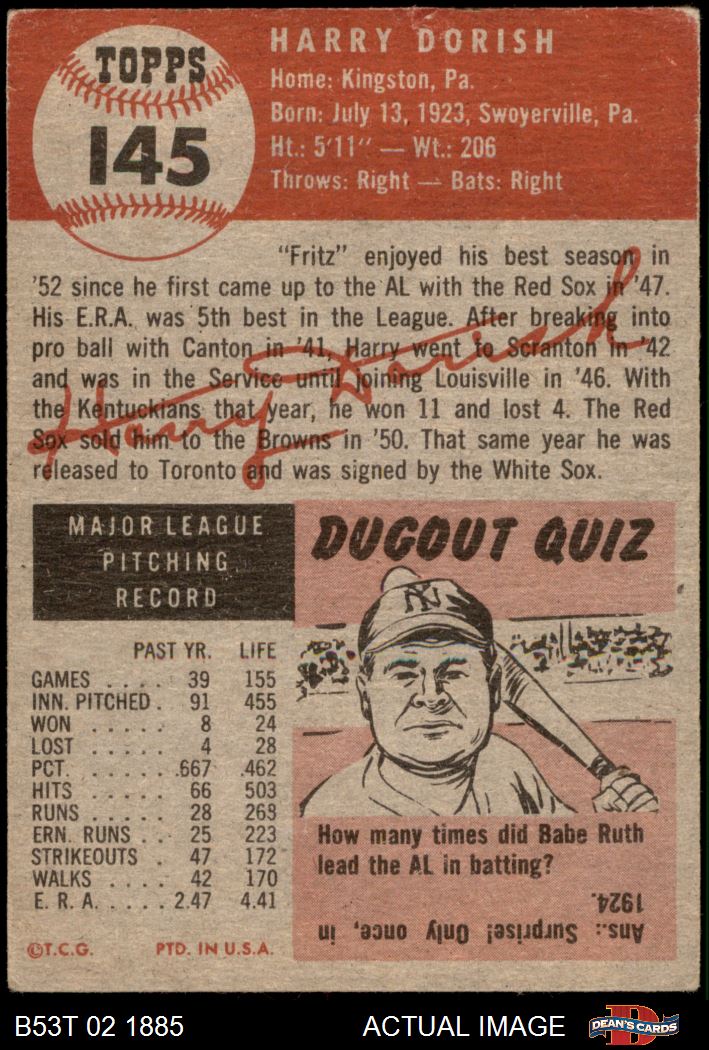 TOPPS
145
HARRY DORISH
Home: Kingston, Pa.
Born: July 13, 1923, Swoyerville, Pa.
Ht.: 5'11" — Wt.: 206
Throws: Right — Bats: Right
"Fritz" enjoyed his best season in
'52 since he first came up to the AL with the Red Sox in '47.
His E.R.A. was 5th best in the League. After breaking into
pro ball with Canton in '41, Harry went to Scranton in '42
and was in the Service until joining Louisville in '46. With
the Kentuckians that year, he won 11 and lost 4. The Red
Sox sold him to the Browns in '50. That same year he was
released to Toronto and was signed by the White Sox.
Harry Dorish
MAJOR LEAGUE
PITCHING
RECORD
PAST YR. LIFE
GAMES . . . . 39 155
INN. PITCHED . 91 455
WON . . . . . 8 24
LOST . . . . . 4 28
PCT. . . . . . .667 .462
HITS . . . . . 66 503
RUNS . . . . . 28 263
ERN. RUNS . . 25 223
STRIKEOUTS . 47 172
WALKS . . . . 42 170
E. R. A. . . . . 2.47 4.41
©T.C.G. PTD. IN U.S.A.
DUGOUT QUIZ
NY
How many times did Babe Ruth
lead the AL in batting?
Ans.: Surprise! Only once, in
1924.
B53T 02 1885
ACTUAL IMAGE
D
DEAN'S CARDS